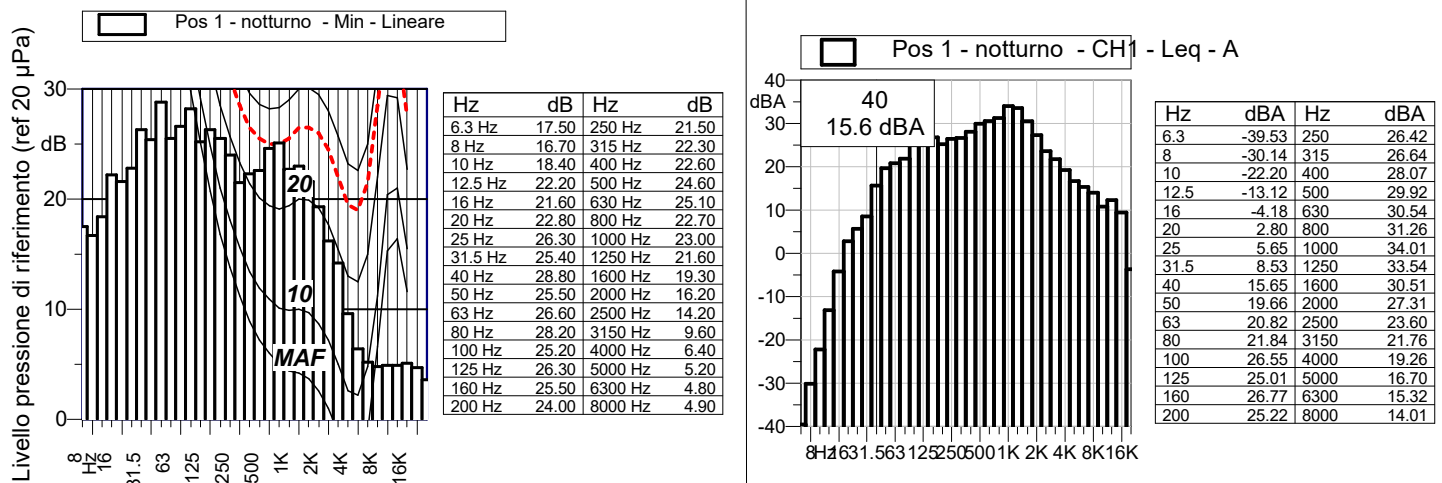 Pos 1 - notturno - Min - Lineare
Livello pressione di riferimento (ref 20 µPa)
30
dB
20
10
0
20
10
MAF
8 Hz 16 31.5 63 125 250 500 1K 2K 4K 8K 16K
Hz dB Hz dB
6.3 Hz 17.50 250 Hz 21.50
8 Hz 16.70 315 Hz 22.30
10 Hz 18.40 400 Hz 22.60
12.5 Hz 22.20 500 Hz 24.60
16 Hz 21.60 630 Hz 25.10
20 Hz 22.80 800 Hz 22.70
25 Hz 26.30 1000 Hz 23.00
31.5 Hz 25.40 1250 Hz 21.60
40 Hz 28.80 1600 Hz 19.30
50 Hz 25.50 2000 Hz 16.20
63 Hz 26.60 2500 Hz 14.20
80 Hz 28.20 3150 Hz 9.60
100 Hz 25.20 4000 Hz 6.40
125 Hz 26.30 5000 Hz 5.20
160 Hz 25.50 6300 Hz 4.80
200 Hz 24.00 8000 Hz 4.90
Pos 1 - notturno - CH1 - Leq - A
40
dBA
30
20
10
0
-10
-20
-30
-40
40
15.6 dBA
8Hz 16 31.5 63 125 250 500 1K 2K 4K 8K 16K
Hz dBA Hz dBA
6.3 -39.53 250 26.42
8 -30.14 315 26.64
10 -22.20 400 28.07
12.5 -13.12 500 29.92
16 -4.18 630 30.54
20 2.80 800 31.26
25 5.65 1000 34.01
31.5 8.53 1250 33.54
40 15.65 1600 30.51
50 19.66 2000 27.31
63 20.82 2500 23.60
80 21.84 3150 21.76
100 26.55 4000 19.26
125 25.01 5000 16.70
160 26.77 6300 15.32
200 25.22 8000 14.01